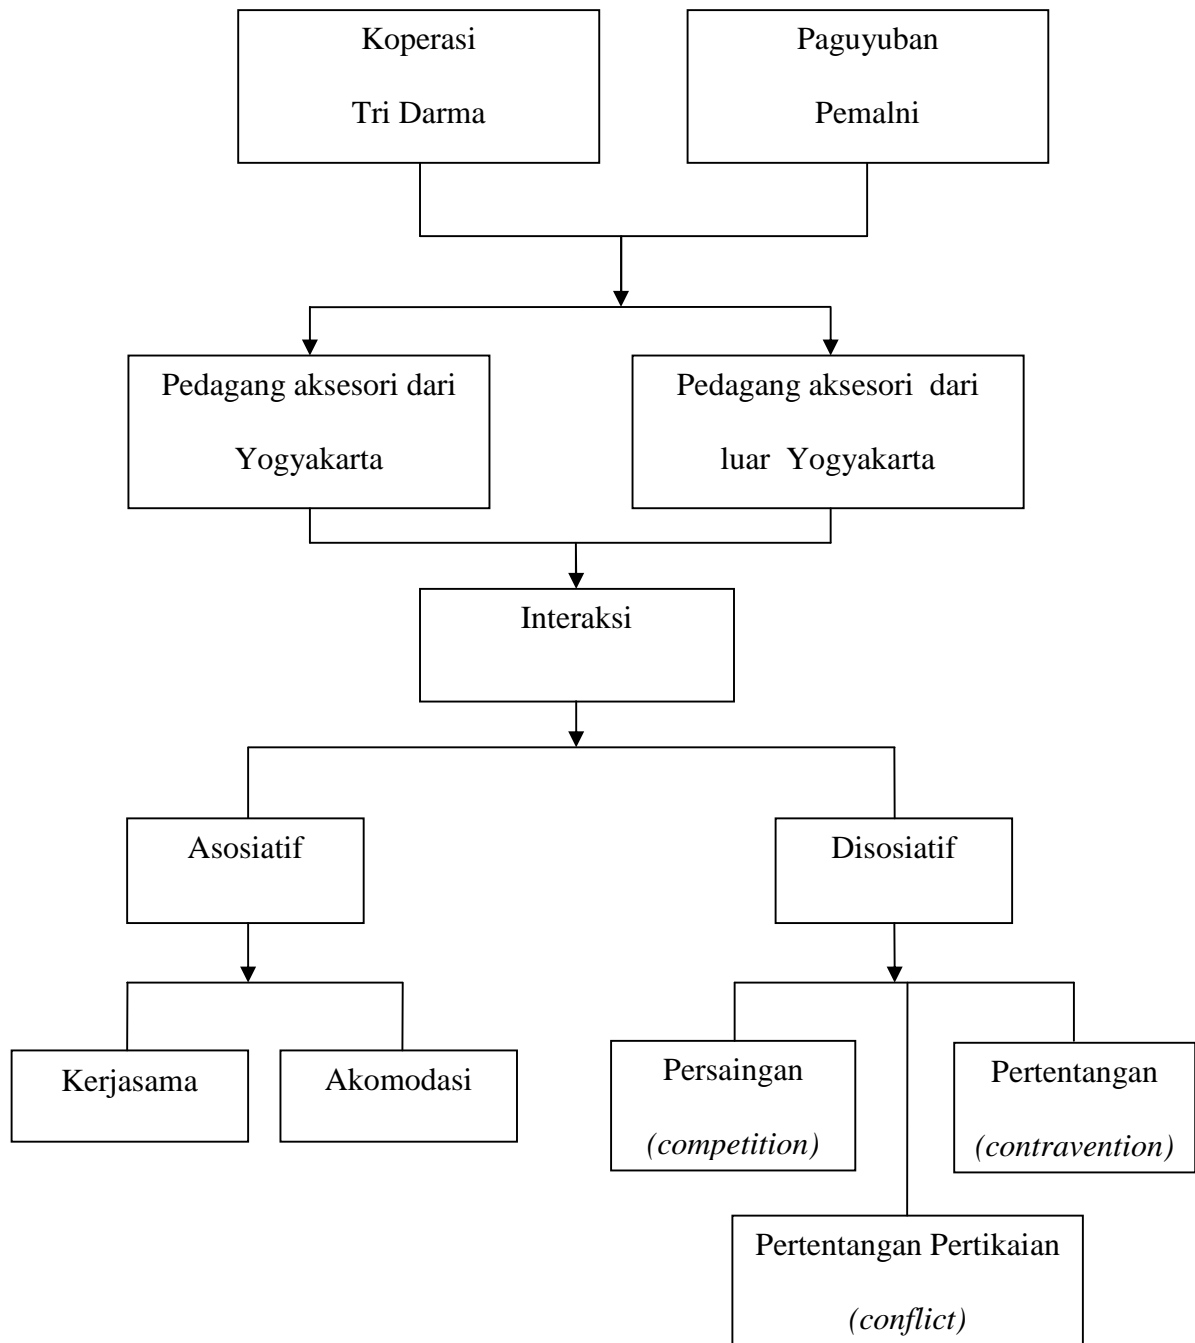 Koperasi
Tri Darma
Paguyuban
Pemalni
Pedagang aksesori dari
Yogyakarta
Pedagang aksesori  dari
luar  Yogyakarta
Interaksi
Asosiatif
Disosiatif
Kerjasama
Akomodasi
Persaingan
(competition)
Pertentangan
(contravention)
Pertentangan Pertikaian
(conflict)